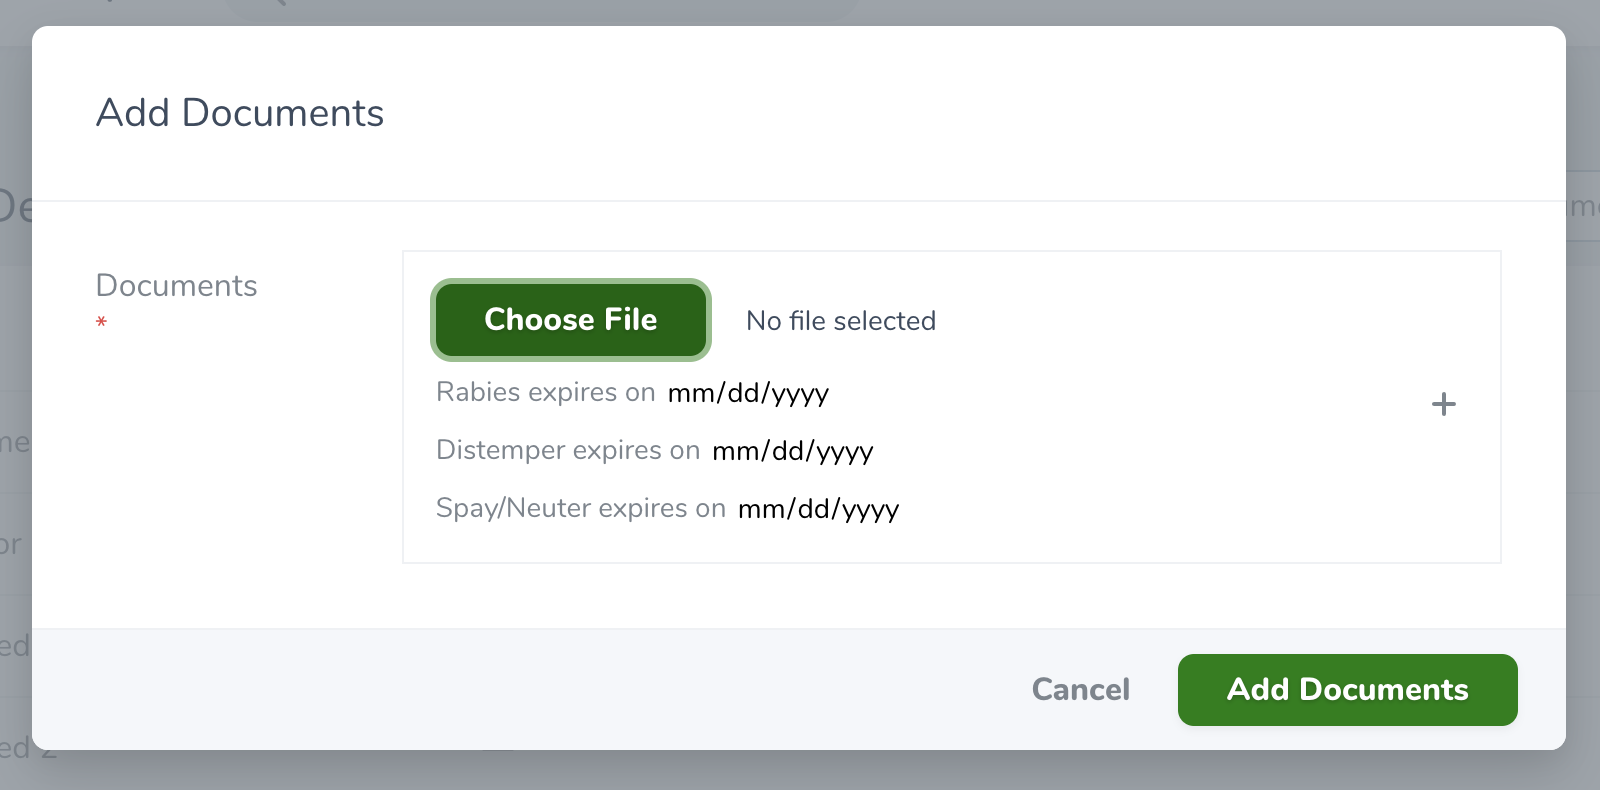 Add Documents
Documents
*
Choose File No file selected
Rabies expires on mm/dd/yyyy
Distemper expires on mm/dd/yyyy
Spay/Neuter expires on mm/dd/yyyy
Cancel Add Documents